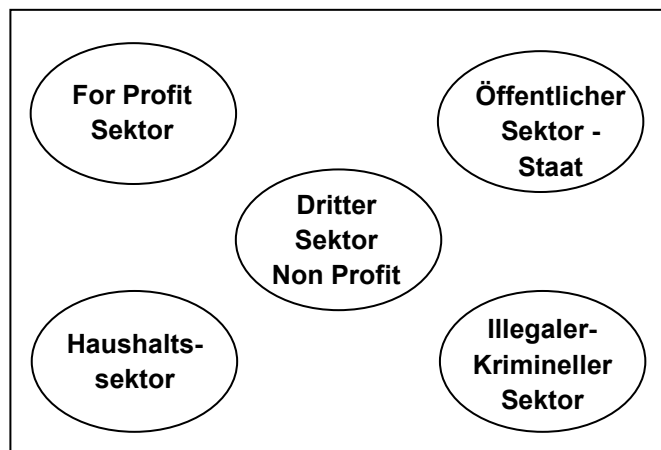 For Profit
Sektor
Öffentlicher
Sektor -
Staat
Dritter
Sektor
Non Profit
Haushalts-
sektor
Illegaler-
Krimineller
Sektor